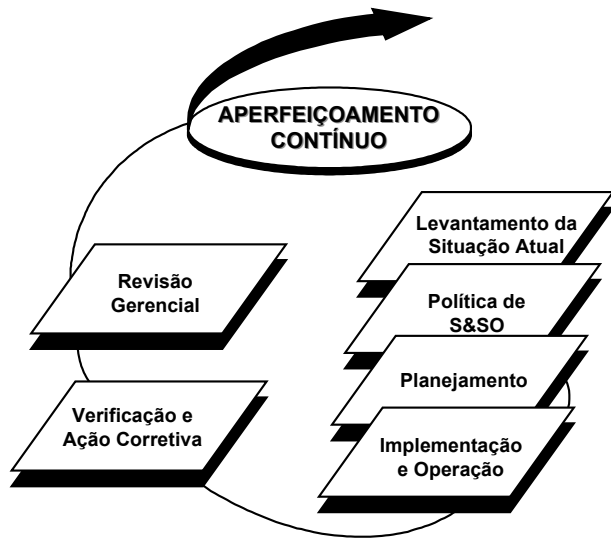 APERFEIÇOAMENTO
CONTÍNUO
Levantamento da
Situação Atual
Política de
S&SO
Planejamento
Implementação
e Operação
Verificação e
Ação Corretiva
Revisão
Gerencial